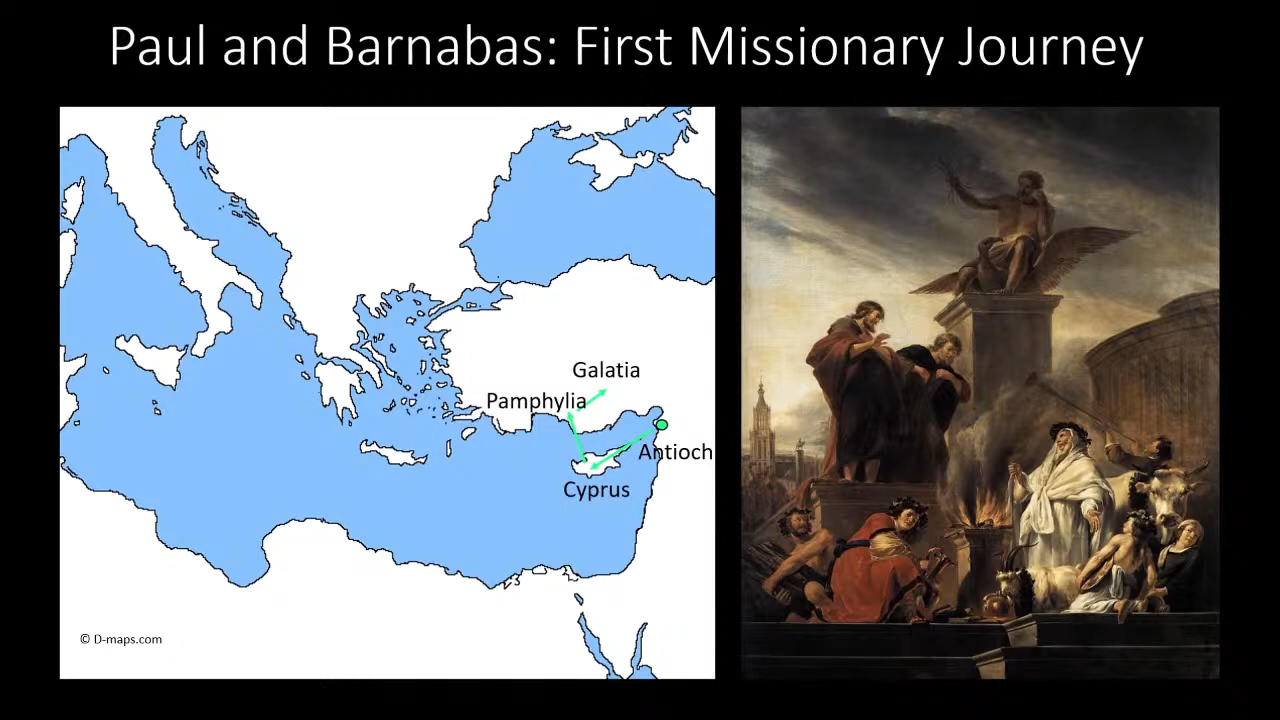 Paul and Barnabas: First Missionary Journey
Galatia
Pamphylia
Antioch
Cyprus
© D-maps.com